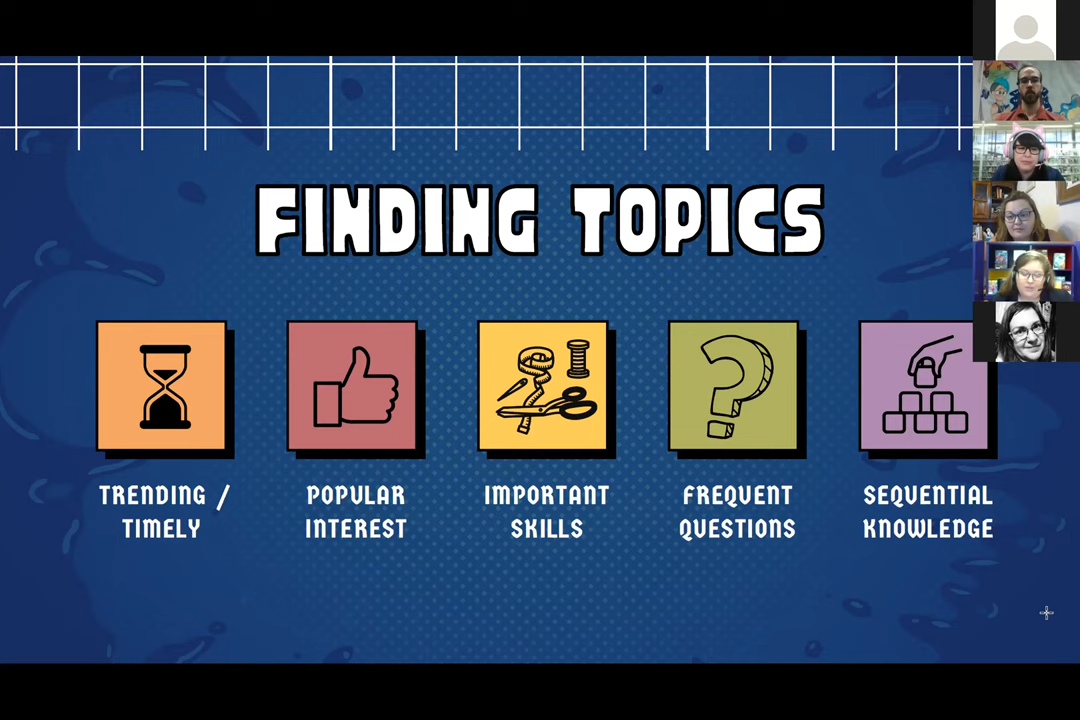 FINDING TOPICS
TRENDING /
TIMELY
POPULAR
INTEREST
IMPORTANT
SKILLS
FREQUENT
QUESTIONS
SEQUENTIAL
KNOWLEDGE